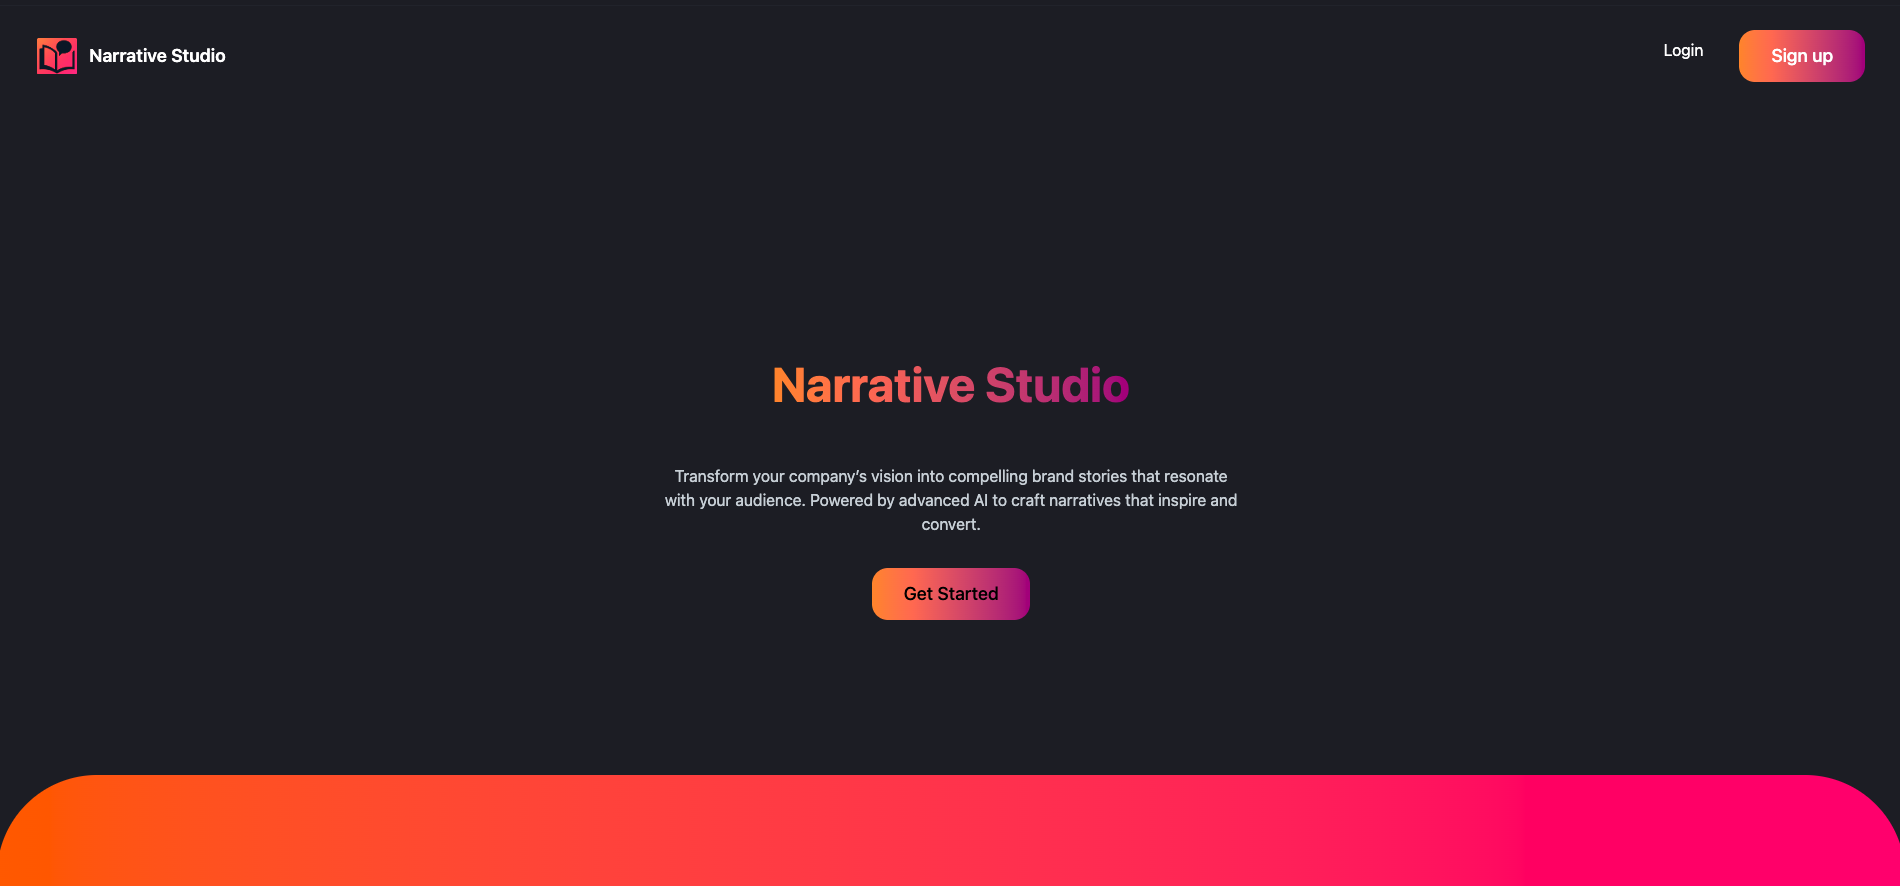 Narrative Studio
Login
Sign up
Narrative Studio
Transform your company’s vision into compelling brand stories that resonate
with your audience. Powered by advanced AI to craft narratives that inspire and
convert.
Get Started